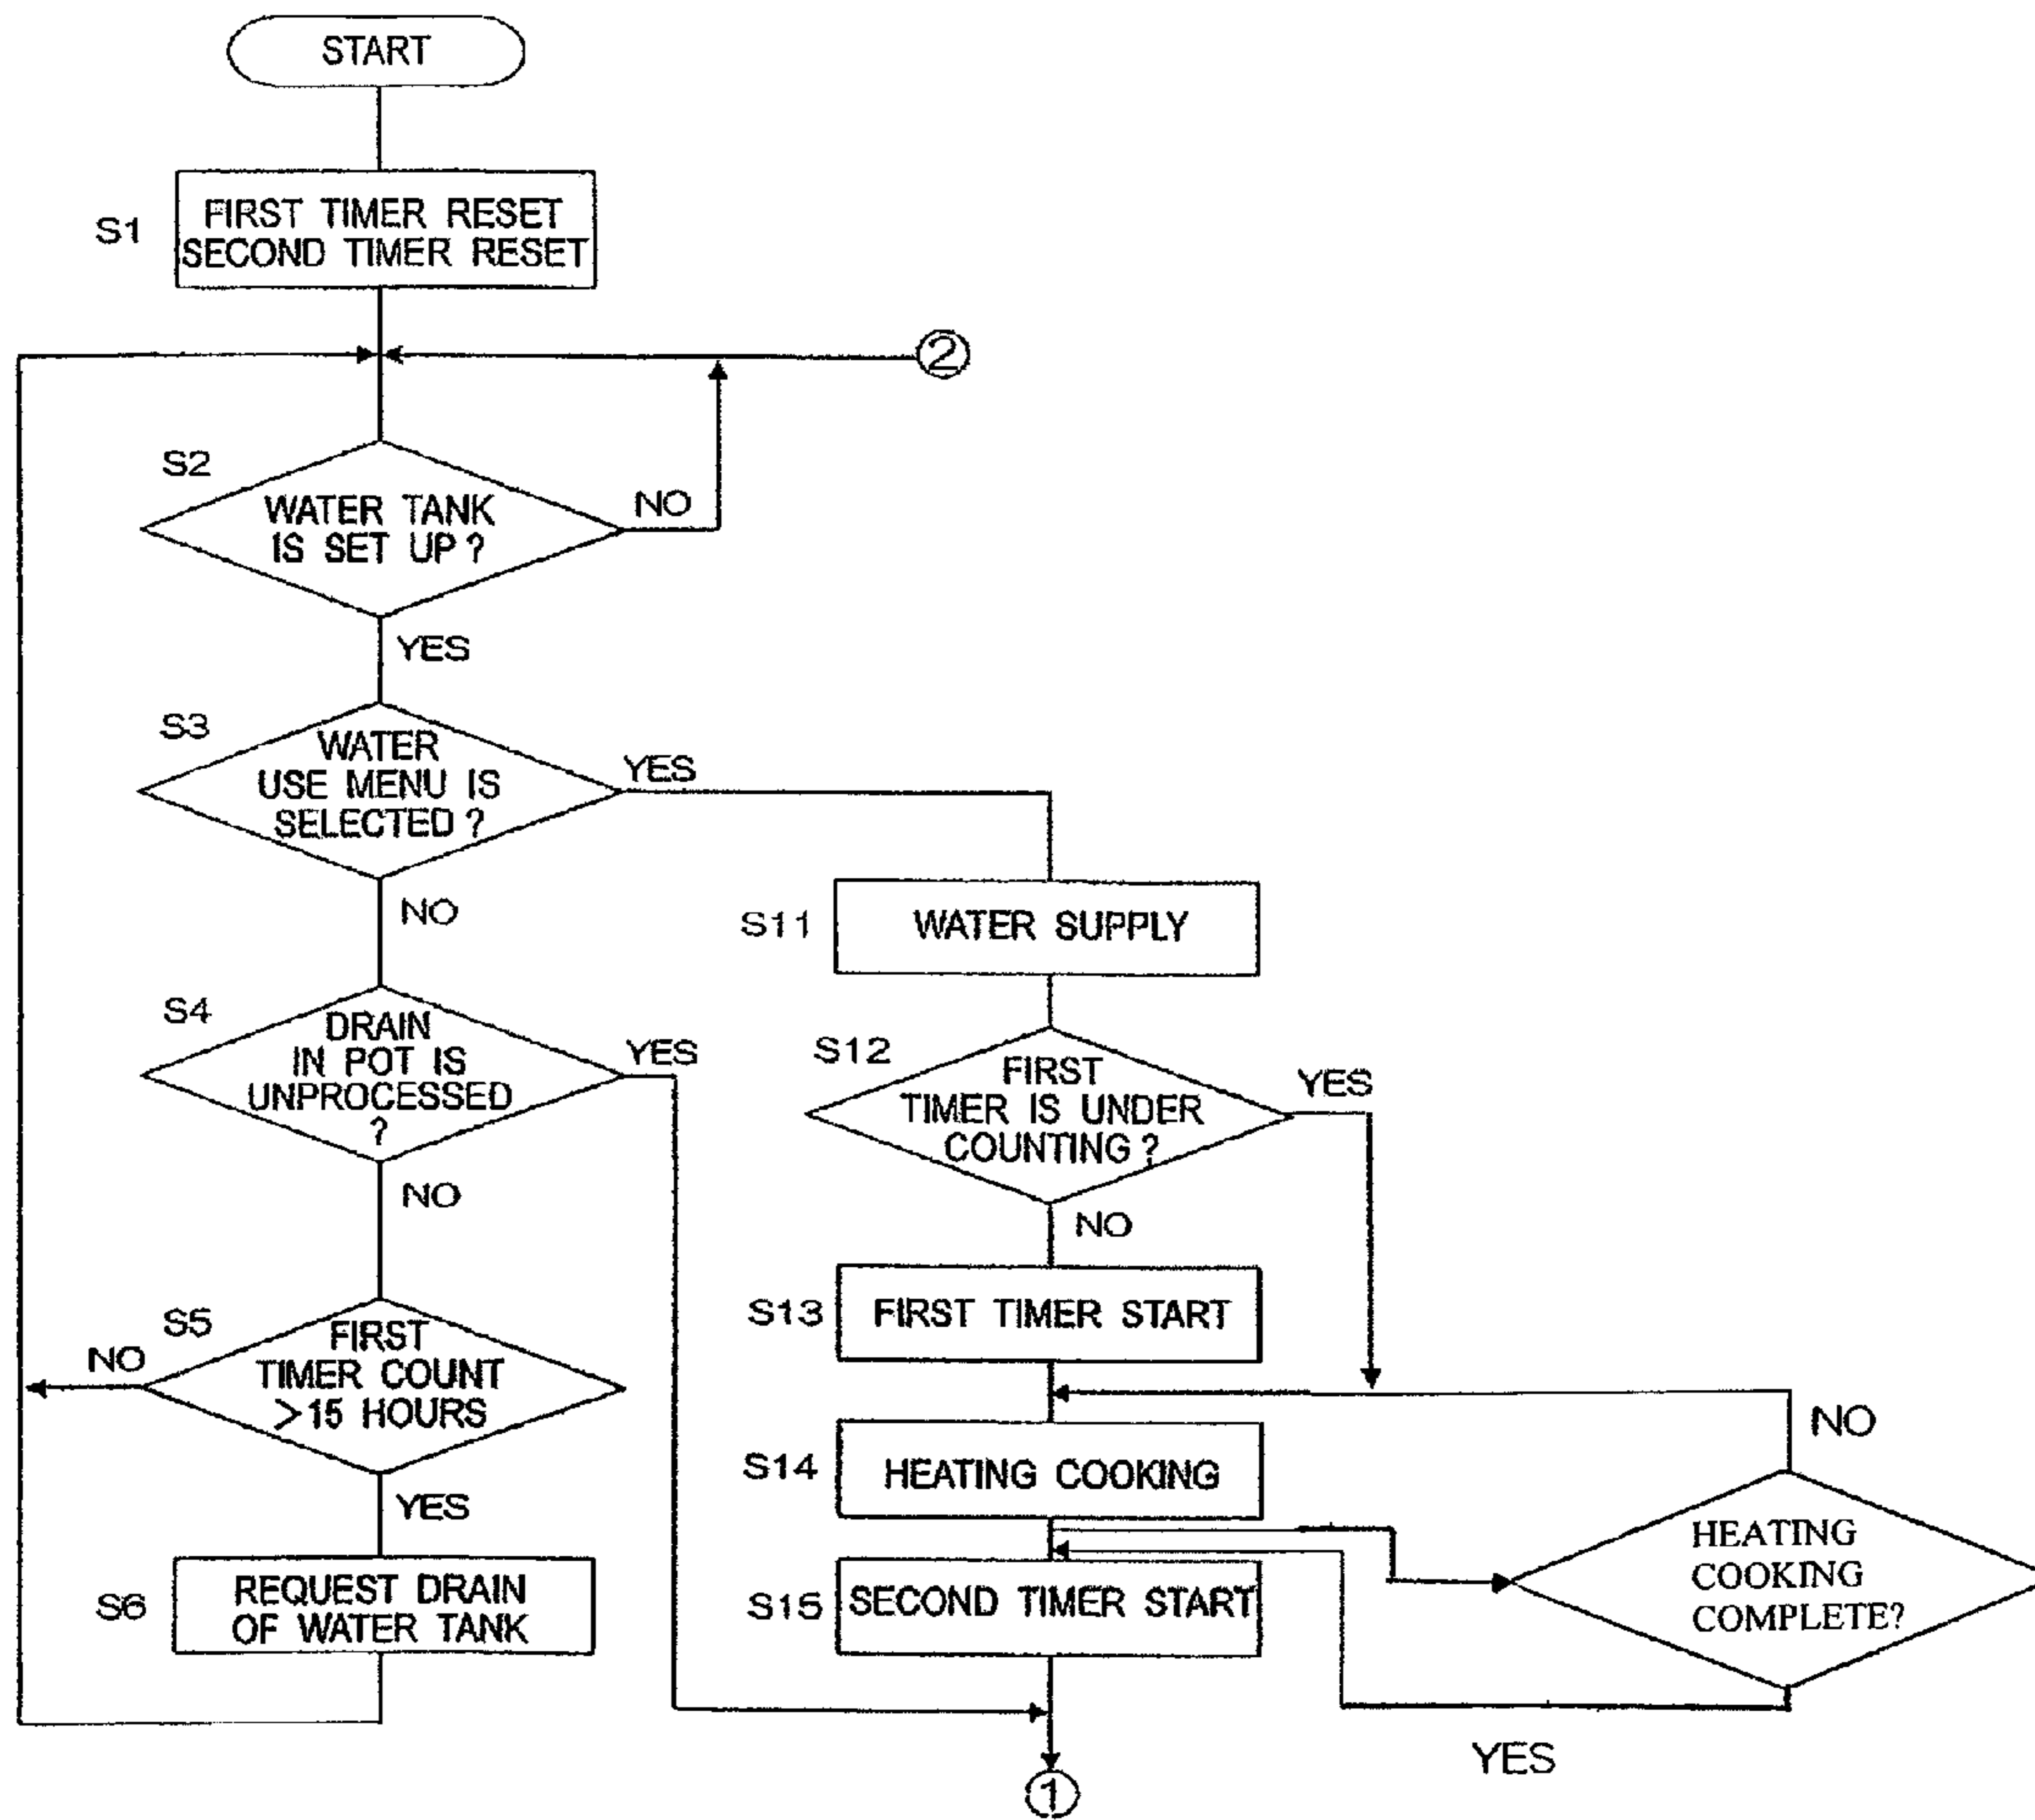 START
S1
FIRST TIMER RESET
SECOND TIMER RESET
②
S2
WATER TANK
IS SET UP ?
NO
YES
S3
WATER
USE MENU IS
SELECTED ?
YES
NO
S4
DRAIN
IN POT IS
UNPROCESSED
?
YES
NO
S5
FIRST
TIMER COUNT
>15 HOURS
NO
YES
S6
REQUEST DRAIN
OF WATER TANK
S11
WATER SUPPLY
S12
FIRST
TIMER IS UNDER
COUNTING ?
YES
NO
S13
FIRST TIMER START
S14
HEATING COOKING
S15
SECOND TIMER START
①
NO
HEATING
COOKING
COMPLETE?
YES